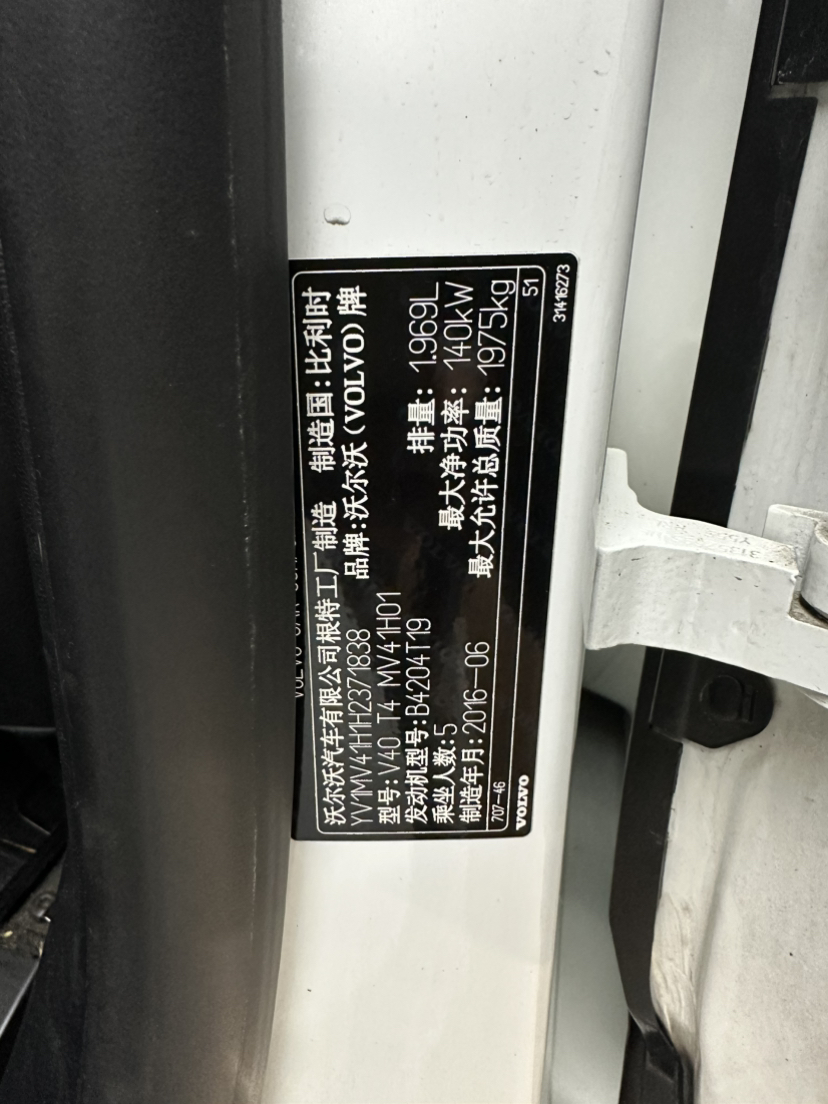 沃尔沃汽车有限公司根特工厂制造 制造国:比利时
YV1MV41H1H2371838 品牌:沃尔沃(VOLVO)牌
型号:V40 T4 MV41H01
发动机型号:B4204T19 排量: 1.969L
乘坐人数:5 最大净功率: 140kW
制造年月:2016-06 最大允许总质量: 1975kg
707-46 51
VOLVO
31416273